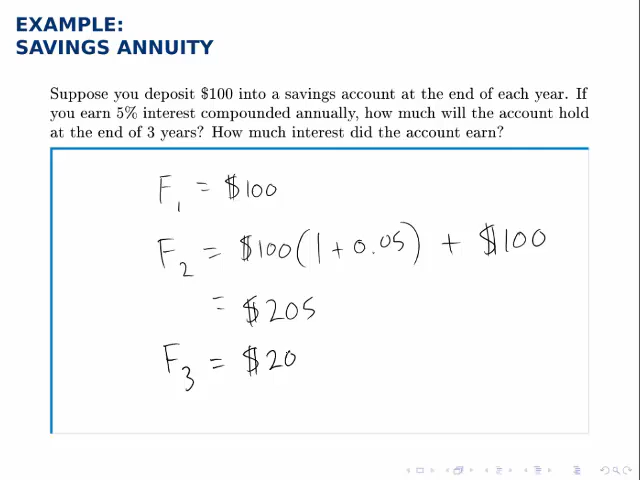 EXAMPLE:
SAVINGS ANNUITY
Suppose you deposit $100 into a savings account at the end of each year. If
you earn 5% interest compounded annually, how much will the account hold
at the end of 3 years? How much interest did the account earn?
F₁ = $100
F₂ = $100(1 + 0.05) + $100
= $205
F₃ = $20